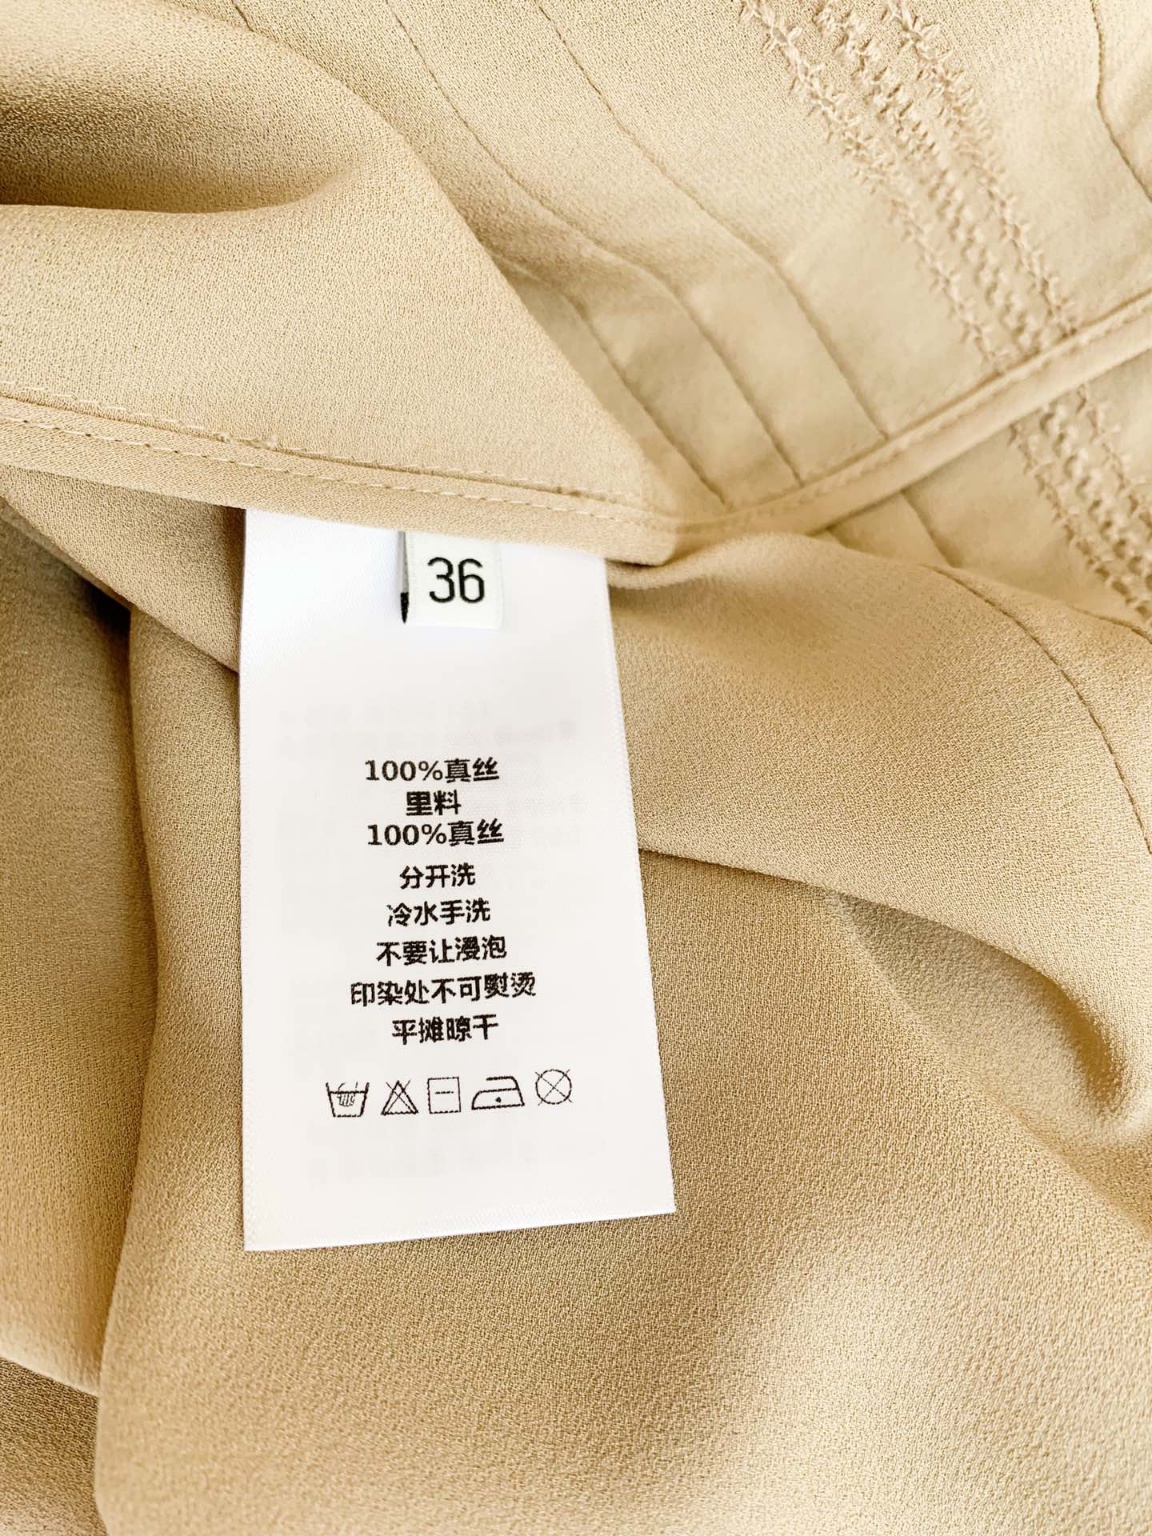 36
100%真丝
里料
100%真丝
分开洗
冷水手洗
不要让浸泡
印染处不可熨烫
平摊晾干